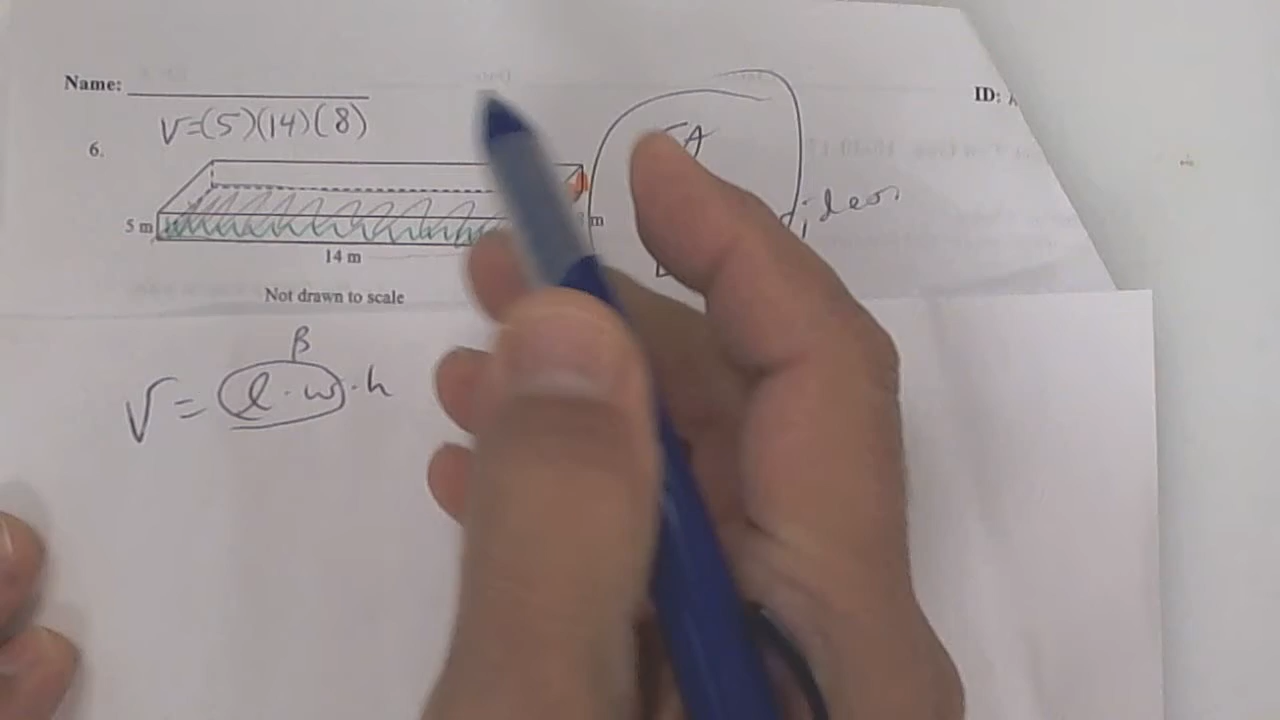 Name:
ID:
V=(5)(14)(8)
6.
5 m
m
14 m
Not drawn to scale
B
V = l · w · h